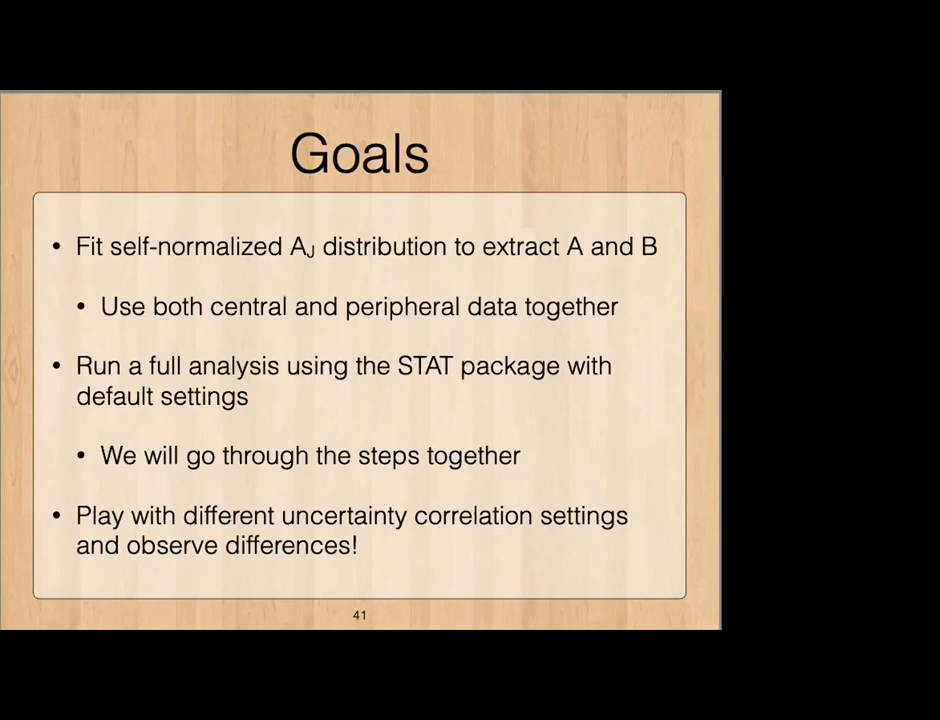 Goals
• Fit self-normalized AJ distribution to extract A and B
• Use both central and peripheral data together
• Run a full analysis using the STAT package with
default settings
• We will go through the steps together
• Play with different uncertainty correlation settings
and observe differences!
41